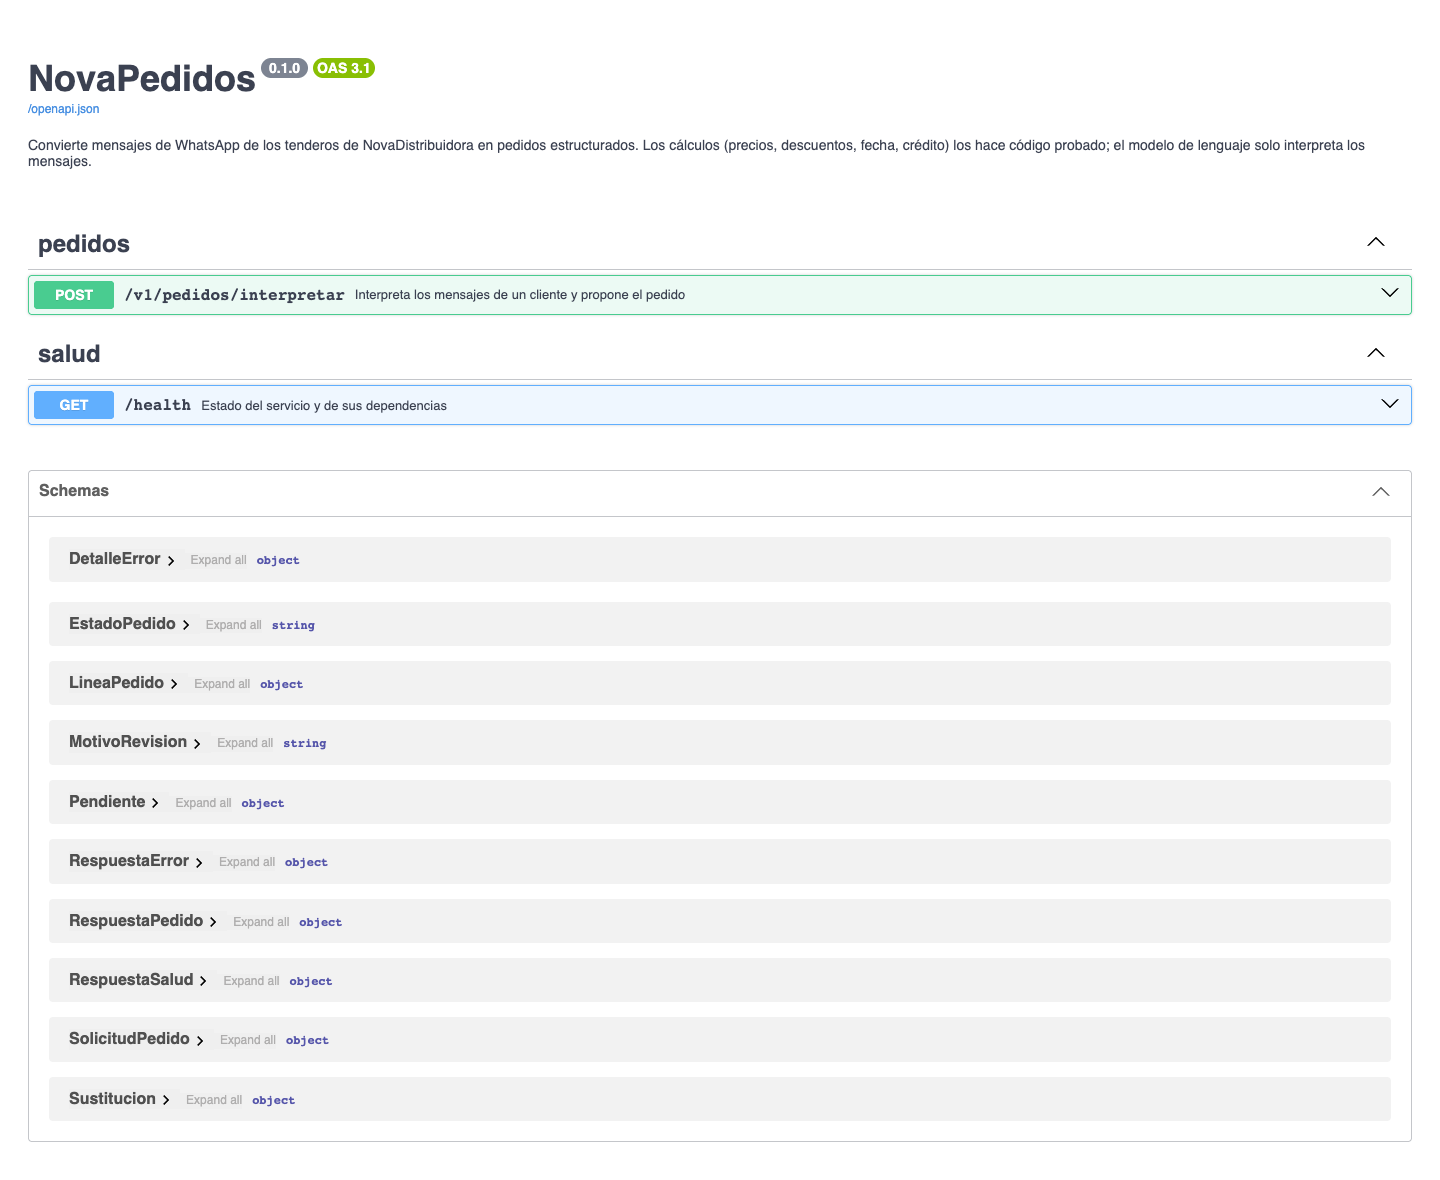 NovaPedidos 0.1.0 OAS 3.1
/openapi.json
Convierte mensajes de WhatsApp de los tenderos de NovaDistribuidora en pedidos estructurados. Los cálculos (precios, descuentos, fecha, crédito) los hace código probado; el modelo de lenguaje solo interpreta los
mensajes.
pedidos
POST /v1/pedidos/interpretar Interpreta los mensajes de un cliente y propone el pedido
salud
GET /health Estado del servicio y de sus dependencias
Schemas
DetalleError Expand all object
EstadoPedido Expand all string
LineaPedido Expand all object
MotivoRevision Expand all string
Pendiente Expand all object
RespuestaError Expand all object
RespuestaPedido Expand all object
RespuestaSalud Expand all object
SolicitudPedido Expand all object
Sustitucion Expand all object